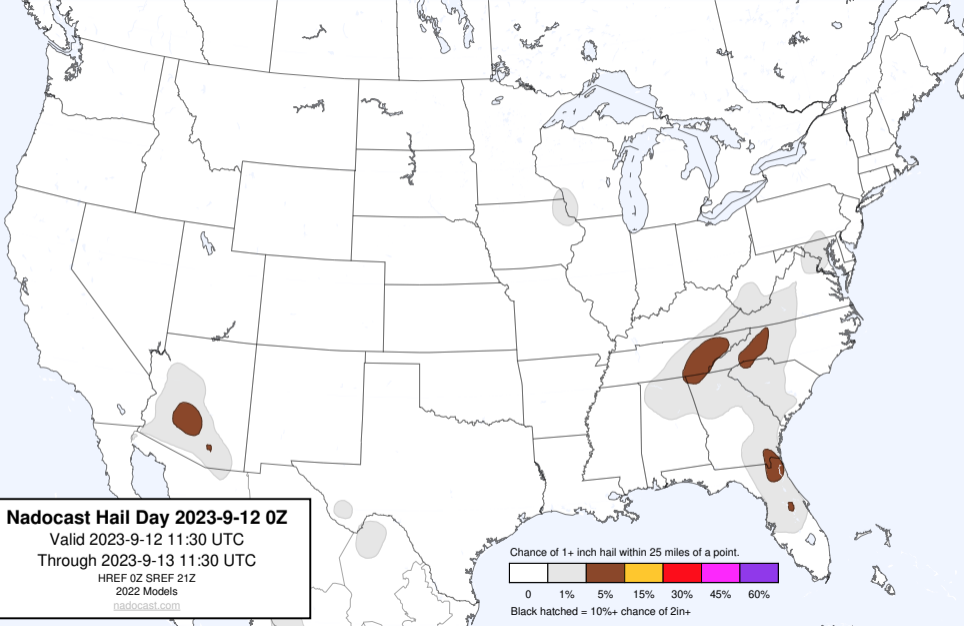 Nadocast Hail Day 2023-9-12 0Z
Valid 2023-9-12 11:30 UTC
Through 2023-9-13 11:30 UTC
HREF 0Z SREF 21Z
2022 Models
nadocast.com
Chance of 1+ inch hail within 25 miles of a point.
0 1% 5% 15% 30% 45% 60%
Black hatched = 10%+ chance of 2in+